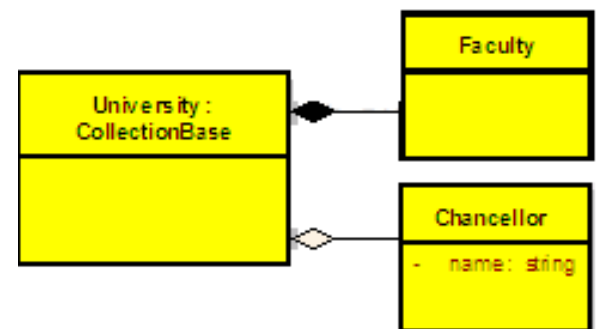 Faculty
University:
CollectionBase
Chancellor
- name: string